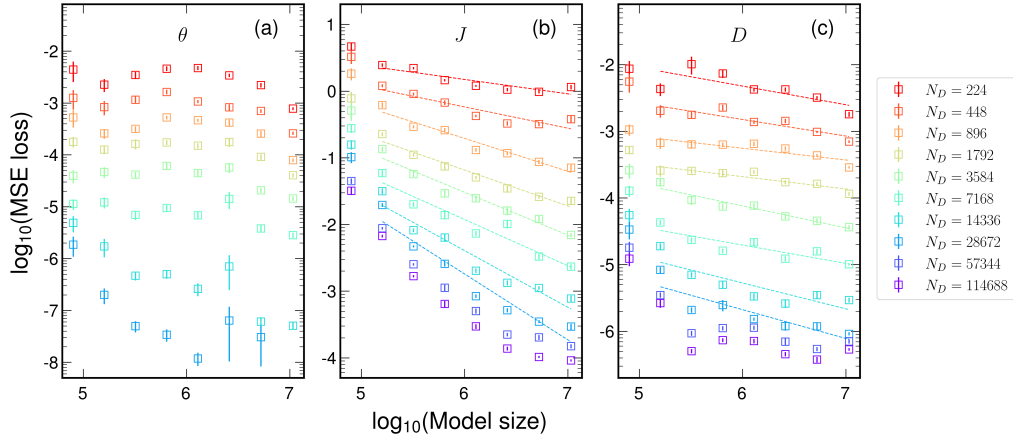 θ (a)
J (b)
D (c)
-2
-3
-4
-5
-6
-7
-8
1
0
-1
-2
-3
-4
-2
-3
-4
-5
-6
5 6 7
5 6 7
5 6 7
log₁₀(MSE loss)
log₁₀(Model size)
N_D = 224
N_D = 448
N_D = 896
N_D = 1792
N_D = 3584
N_D = 7168
N_D = 14336
N_D = 28672
N_D = 57344
N_D = 114688